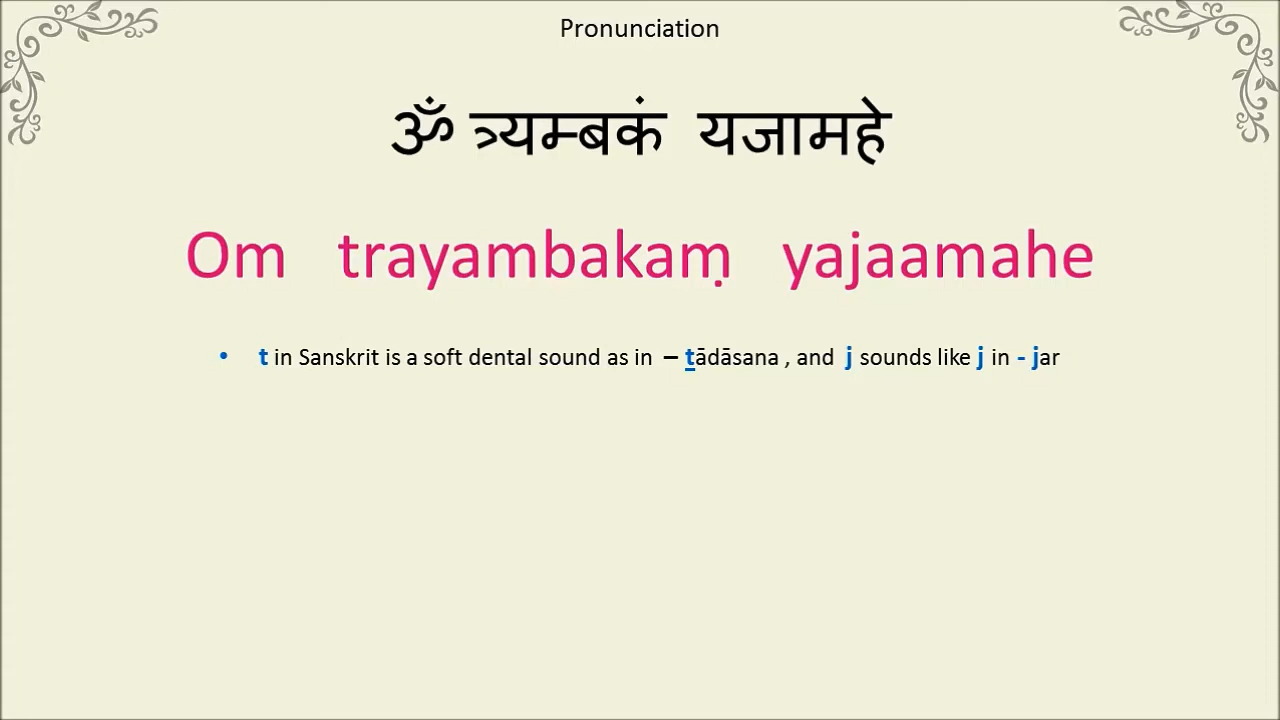 Pronunciation
ॐ त्र्यम्बकं यजामहे
Om trayambakaṃ yajaamahe
• t in Sanskrit is a soft dental sound as in – tādāsana , and j sounds like j in - jar